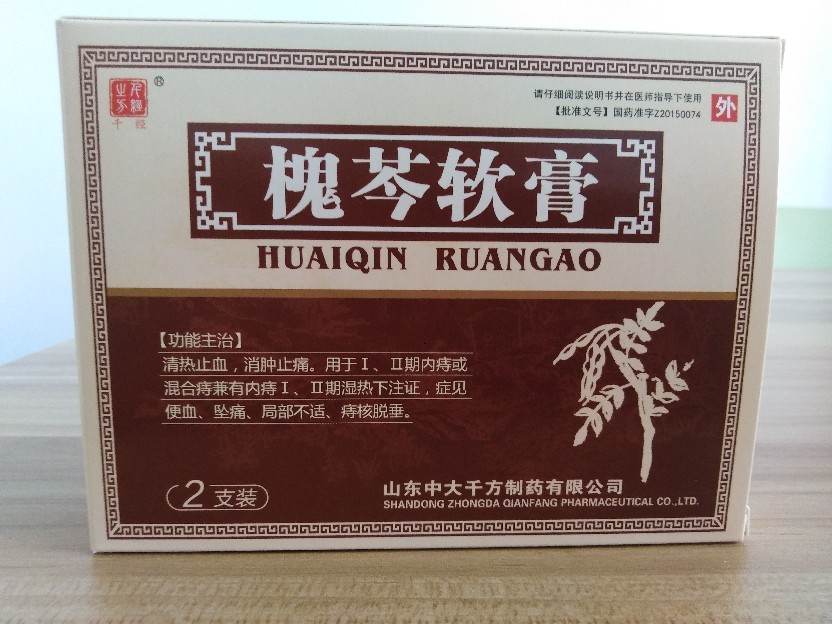 ®
千经
请仔细阅读说明书并在医师指导下使用
【批准文号】国药准字Z20150074
外
槐芩软膏
HUAIQIN RUANGAO
【功能主治】
清热止血，消肿止痛。用于Ⅰ、Ⅱ期内痔或
混合痔兼有内痔Ⅰ、Ⅱ期湿热下注证，症见
便血、坠痛、局部不适、痔核脱垂。
2支装
山东中大千方制药有限公司
SHANDONG ZHONGDA QIANFANG PHARMACEUTICAL CO.,LTD.